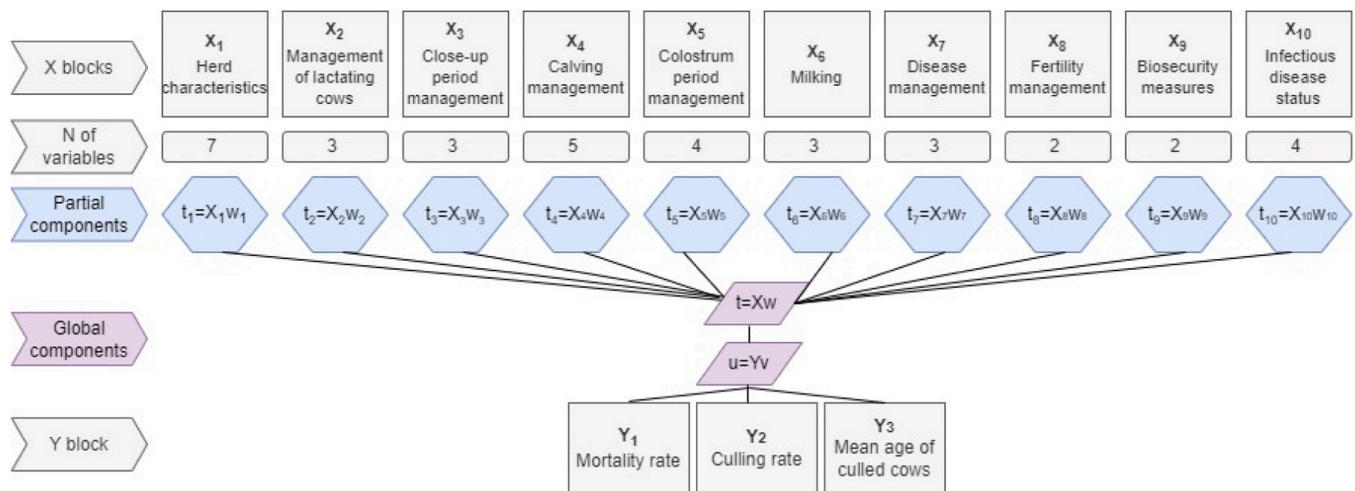 X blocks
X₁
Herd
characteristics
X₂
Management
of lactating
cows
X₃
Close-up
period
management
X₄
Calving
management
X₅
Colostrum
period
management
X₆
Milking
X₇
Disease
management
X₈
Fertility
management
X₉
Biosecurity
measures
X₁₀
Infectious
disease
status
N of
variables
7
3
3
5
4
3
3
2
2
4
Partial
components
t₁=X₁w₁
t₂=X₂w₂
t₃=X₃w₃
t₄=X₄w₄
t₅=X₅w₅
t₆=X₆w₆
t₇=X₇w₇
t₈=X₈w₈
t₉=X₉w₉
t₁₀=X₁₀w₁₀
Global
components
t=Xw
u=Yv
Y block
Y₁
Mortality rate
Y2
Culling rate
Y3
Mean age of
culled cows